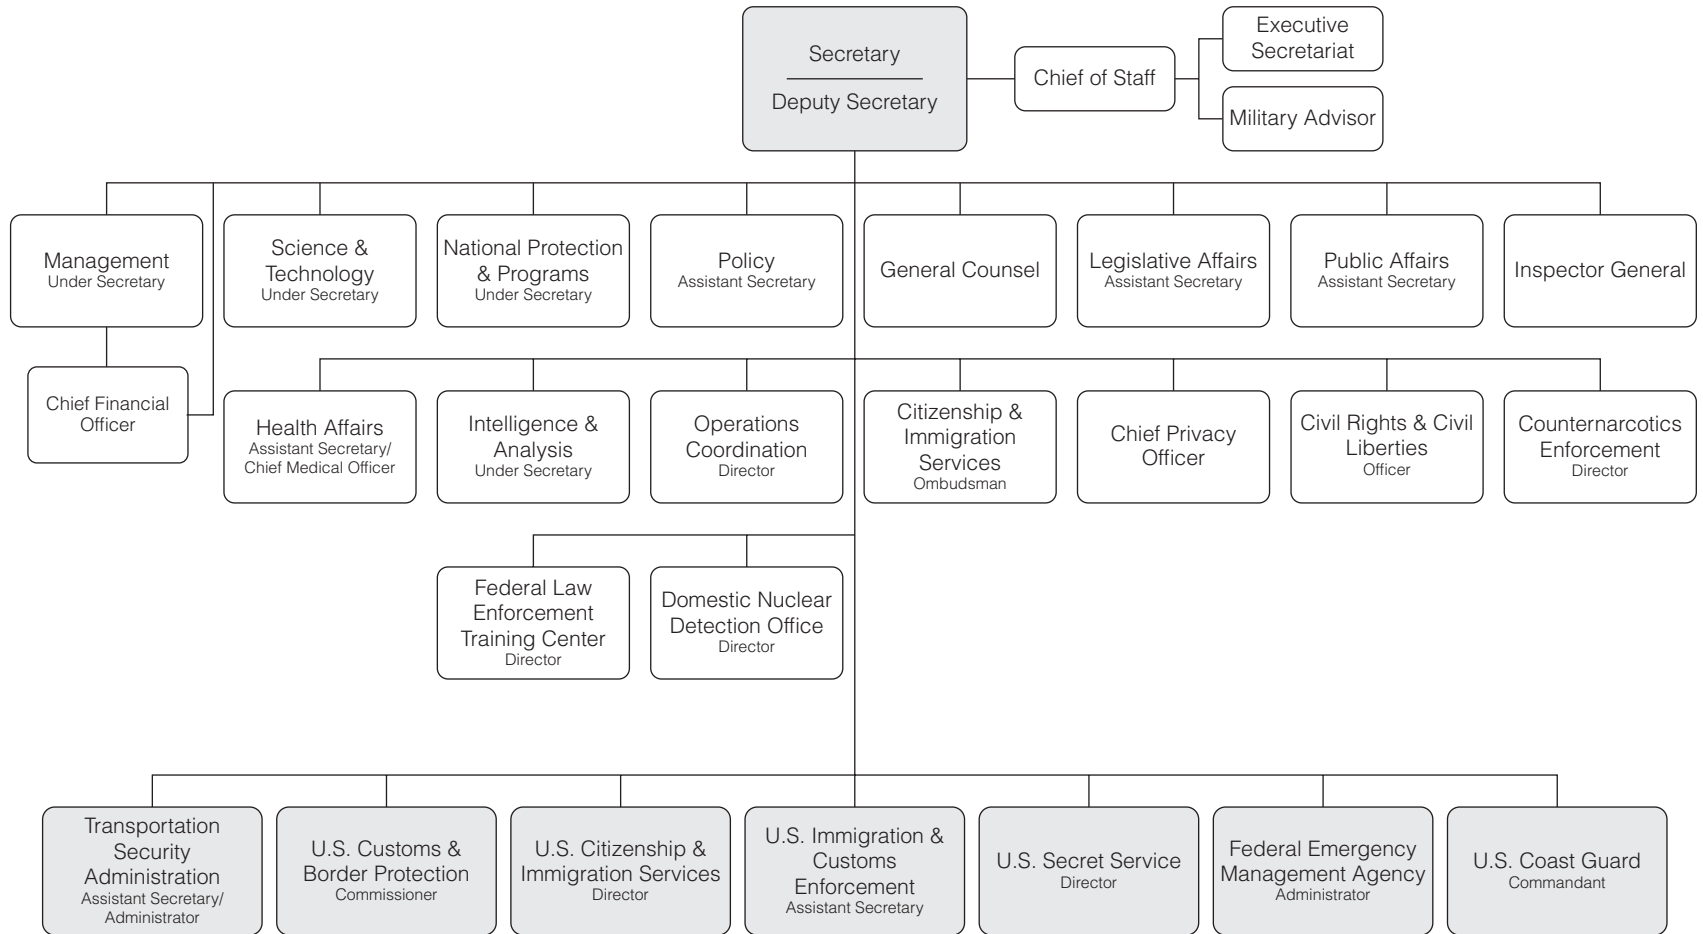 Secretary
Deputy Secretary
Chief of Staff
Executive
Secretariat
Military Advisor
Management
Under Secretary
Science &
Technology
Under Secretary
National Protection
& Programs
Under Secretary
Policy
Assistant Secretary
General Counsel
Legislative Affairs
Assistant Secretary
Public Affairs
Assistant Secretary
Inspector General
Chief Financial
Officer
Health Affairs
Assistant Secretary/
Chief Medical Officer
Intelligence &
Analysis
Under Secretary
Operations
Coordination
Director
Citizenship &
Immigration
Services
Ombudsman
Chief Privacy
Officer
Civil Rights & Civil
Liberties
Officer
Counternarcotics
Enforcement
Director
Federal Law
Enforcement
Training Center
Director
Domestic Nuclear
Detection Office
Director
Transportation
Security
Administration
Assistant Secretary/
Administrator
U.S. Customs &
Border Protection
Commissioner
U.S. Citizenship &
Immigration Services
Director
U.S. Immigration &
Customs
Enforcement
Assistant Secretary
U.S. Secret Service
Director
Federal Emergency
Management Agency
Administrator
U.S. Coast Guard
Commandant